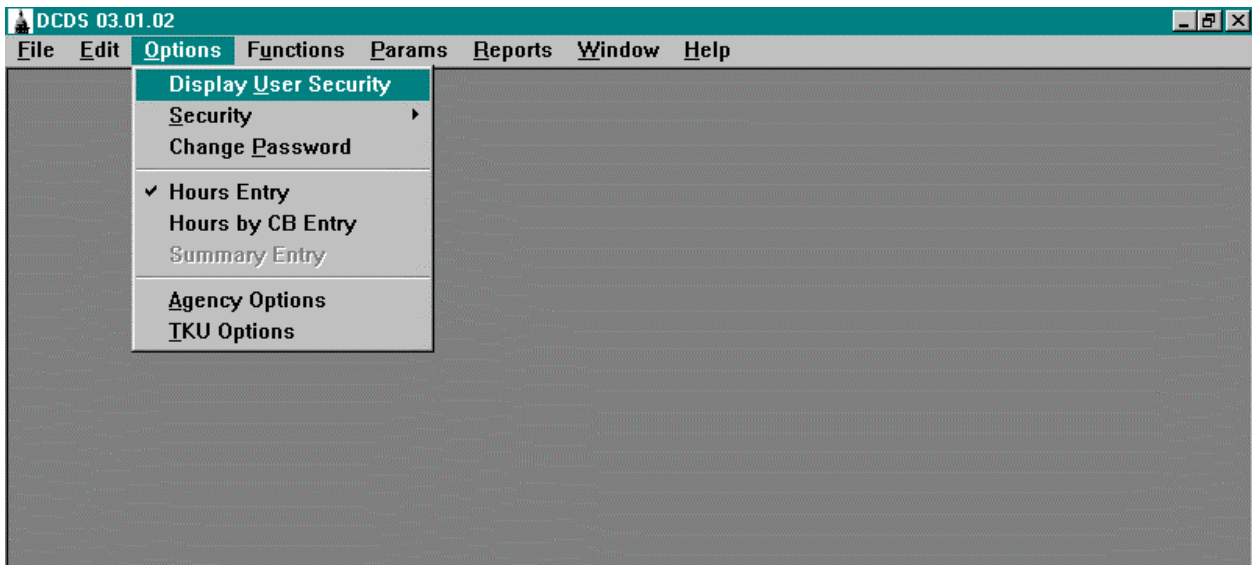 DCDS 03.01.02
File Edit Options Functions Params Reports Window Help
Display User Security
Security
Change Password
Hours Entry
Hours by CB Entry
Summary Entry
Agency Options
TKU Options